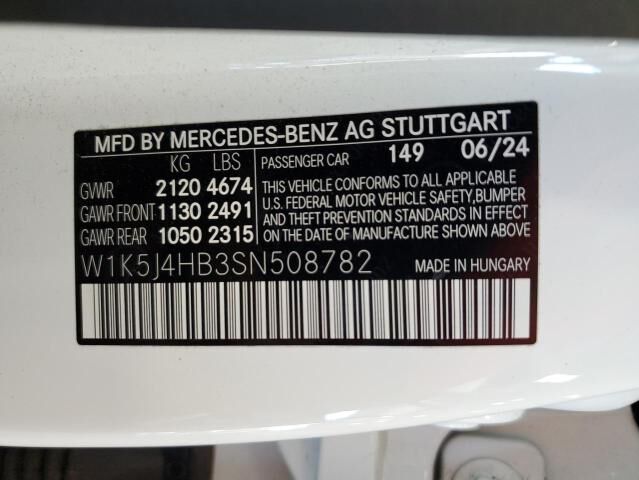 MFD BY MERCEDES-BENZ AG STUTTGART
KG LBS PASSENGER CAR 149 06/24
GVWR 2120 4674 THIS VEHICLE CONFORMS TO ALL APPLICABLE
U.S. FEDERAL MOTOR VEHICLE SAFETY,BUMPER
GAWR FRONT 1130 2491 AND THEFT PREVENTION STANDARDS IN EFFECT
GAWR REAR 1050 2315 ON THE DATE OF MANUFACTURE SHOWN ABOVE
W1K5J4HB3SN508782 MADE IN HUNGARY